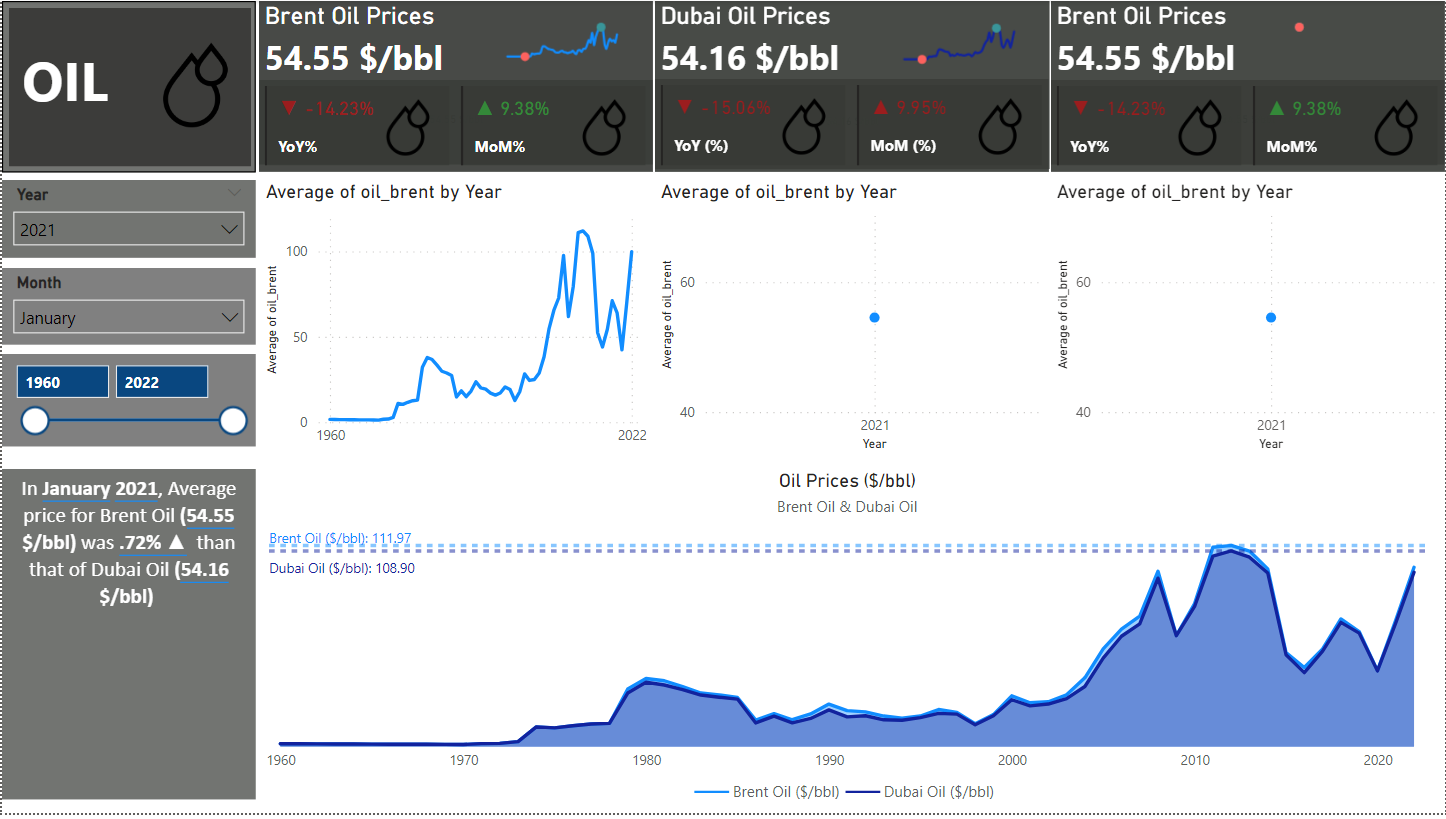 OIL
Brent Oil Prices
54.55 $/bbl
▼ -14.23%
YoY%
▲ 9.38%
MoM%
Dubai Oil Prices
54.16 $/bbl
▼ -15.06%
YoY (%)
▲ 9.95%
MoM (%)
Brent Oil Prices
54.55 $/bbl
▼ -14.23%
YoY%
▲ 9.38%
MoM%
Year
2021
Month
January
1960
2022
In January 2021, Average
price for Brent Oil (54.55
$/bbl) was .72% ▲ than
that of Dubai Oil (54.16
$/bbl)
Average of oil_brent by Year
Average of oil_brent
100
50
0
1960
2022
Average of oil_brent by Year
Average of oil_brent
60
40
2021
Year
Average of oil_brent by Year
Average of oil_brent
60
40
2021
Year
Oil Prices ($/bbl)
Brent Oil & Dubai Oil
Brent Oil ($/bbl): 111.97
Dubai Oil ($/bbl): 108.90
1960
1970
1980
1990
2000
2010
2020
Brent Oil ($/bbl)
Dubai Oil ($/bbl)